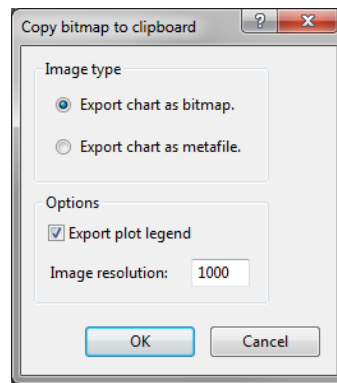 Copy bitmap to clipboard
Image type
Export chart as bitmap.
Export chart as metafile.
Options
Export plot legend
Image resolution: 1000
OK Cancel